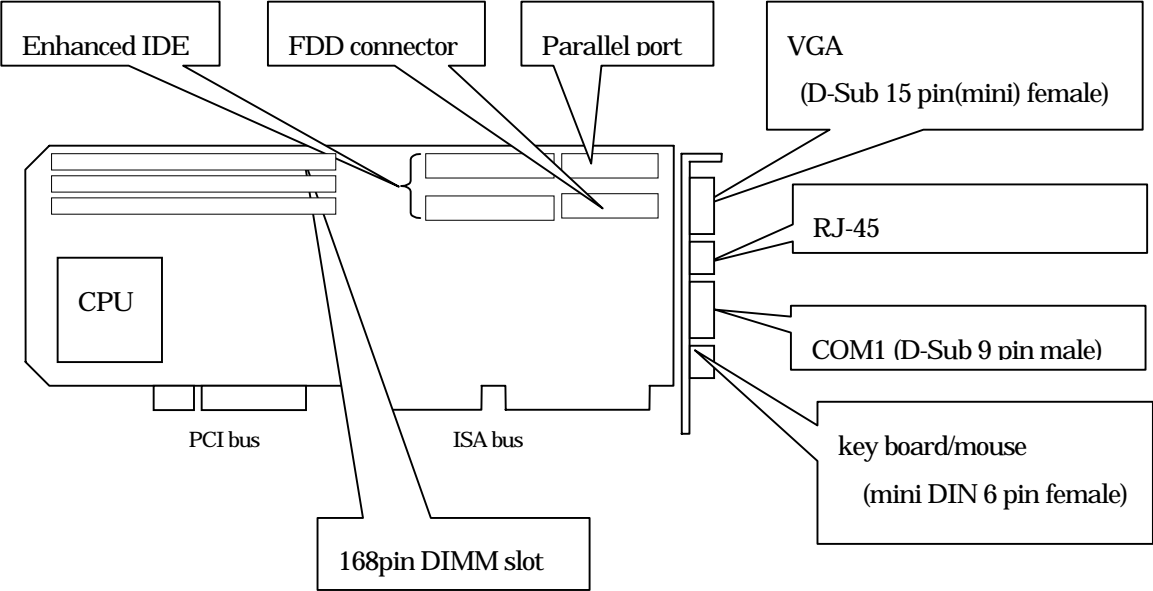 Enhanced IDE
FDD connector
Parallel port
VGA
(D-Sub 15 pin(mini) female)
RJ-45
CPU
COM1 (D-Sub 9 pin male)
PCI bus
ISA bus
key board/mouse
(mini DIN 6 pin female)
168pin DIMM slot